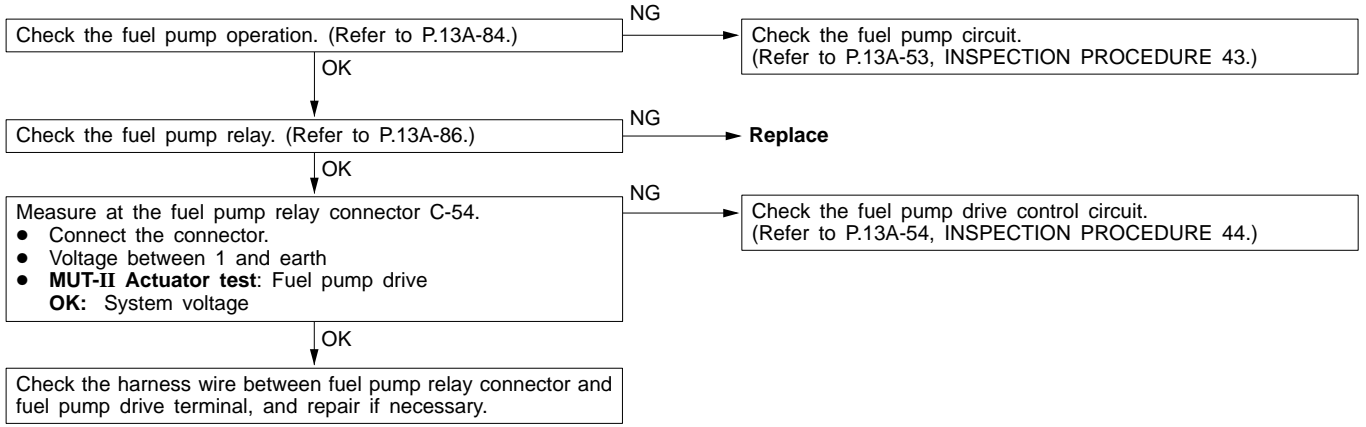 Check the fuel pump operation. (Refer to P.13A-84.)
NG
Check the fuel pump circuit.
(Refer to P.13A-53, INSPECTION PROCEDURE 43.)
OK
Check the fuel pump relay. (Refer to P.13A-86.)
NG
Replace
OK
Measure at the fuel pump relay connector C-54.
● Connect the connector.
● Voltage between 1 and earth
● MUT-II Actuator test: Fuel pump drive
OK: System voltage
NG
Check the fuel pump drive control circuit.
(Refer to P.13A-54, INSPECTION PROCEDURE 44.)
OK
Check the harness wire between fuel pump relay connector and
fuel pump drive terminal, and repair if necessary.